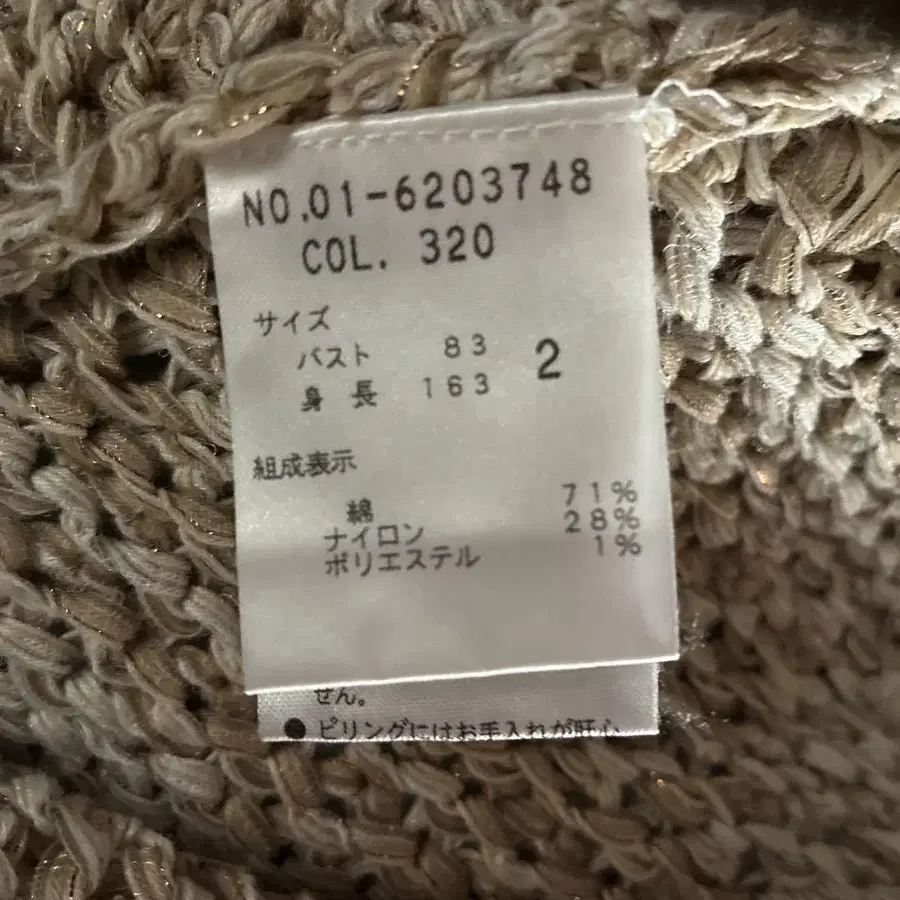 NO.01-6203748
COL. 320
サイズ
バスト 83 2
身長 163
組成表示
綿 71%
ナイロン 28%
ポリエステル 1%
せん。
● ピリングにはお手入れが肝心